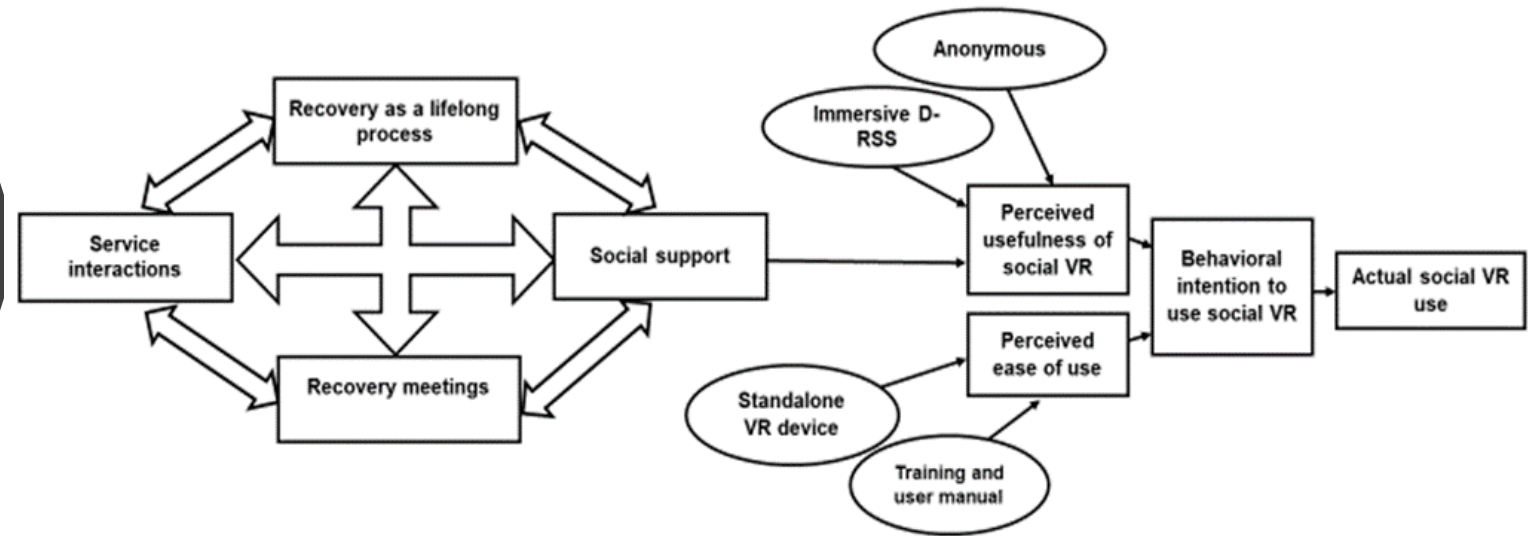 Anonymous
Immersive D-
RSS
Recovery as a lifelong
process
Service
interactions
Social support
Recovery meetings
Perceived
usefulness of
social VR
Perceived
ease of use
Standalone
VR device
Training and
user manual
Behavioral
intention to
use social VR
Actual social VR
use